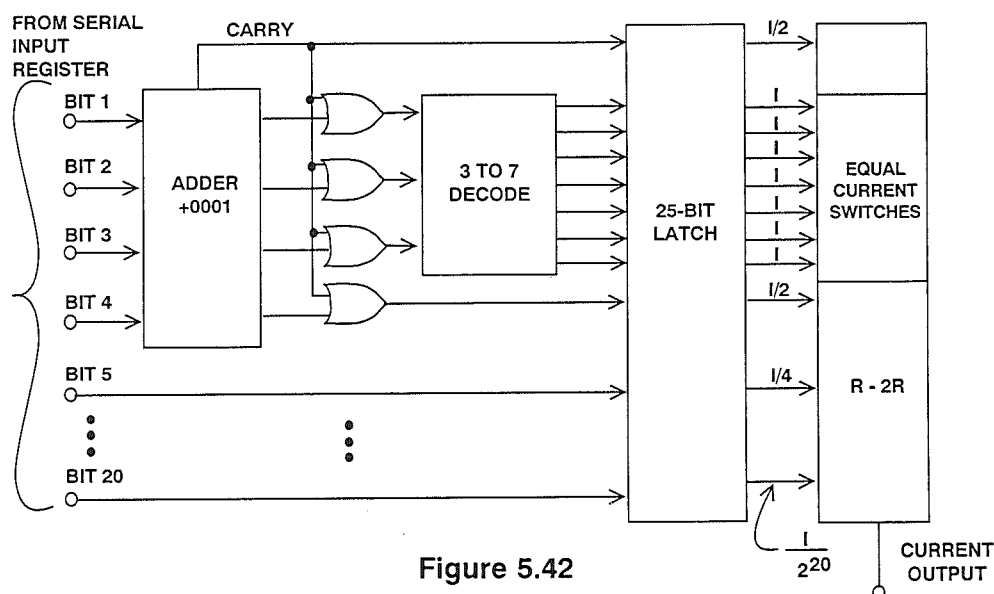 FROM SERIAL
INPUT
REGISTER
CARRY
BIT 1
BIT 2
BIT 3
BIT 4
BIT 5
BIT 20
ADDER
+0001
3 TO 7
DECODE
25-BIT
LATCH
I/2
I
I
I
I
I
I
I
I/2
I/4
I
2^20
EQUAL
CURRENT
SWITCHES
R - 2R
CURRENT
OUTPUT
Figure 5.42